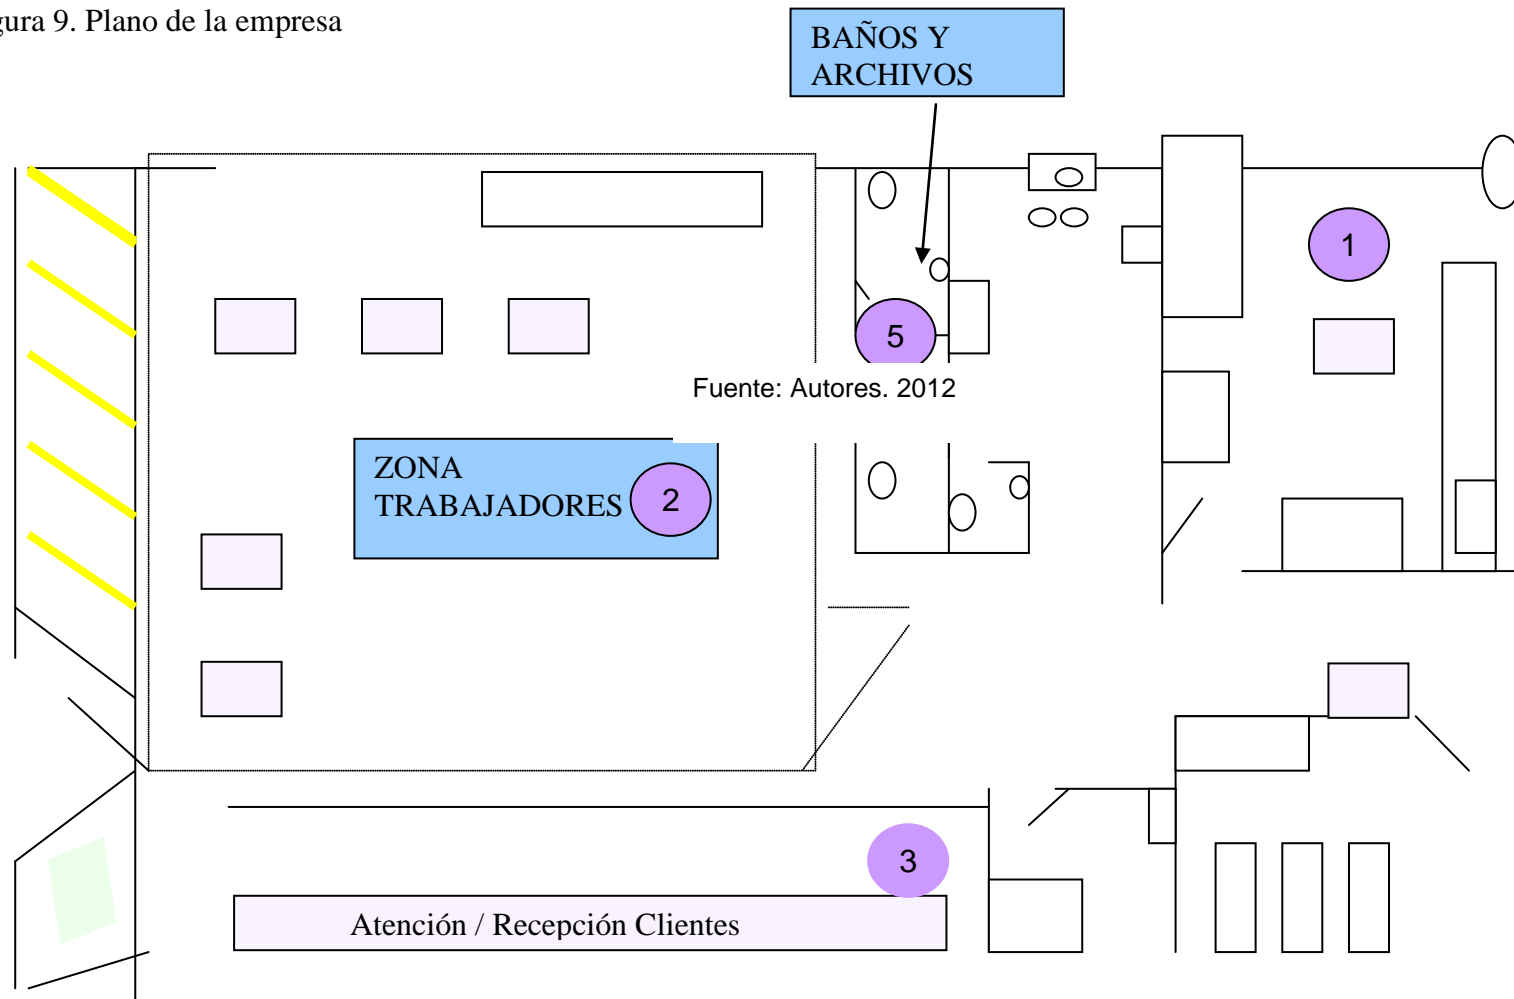 gura 9. Plano de la empresa
BAÑOS Y
ARCHIVOS
1
5
Fuente: Autores. 2012
ZONA
TRABAJADORES
2
3
Atención / Recepción Clientes